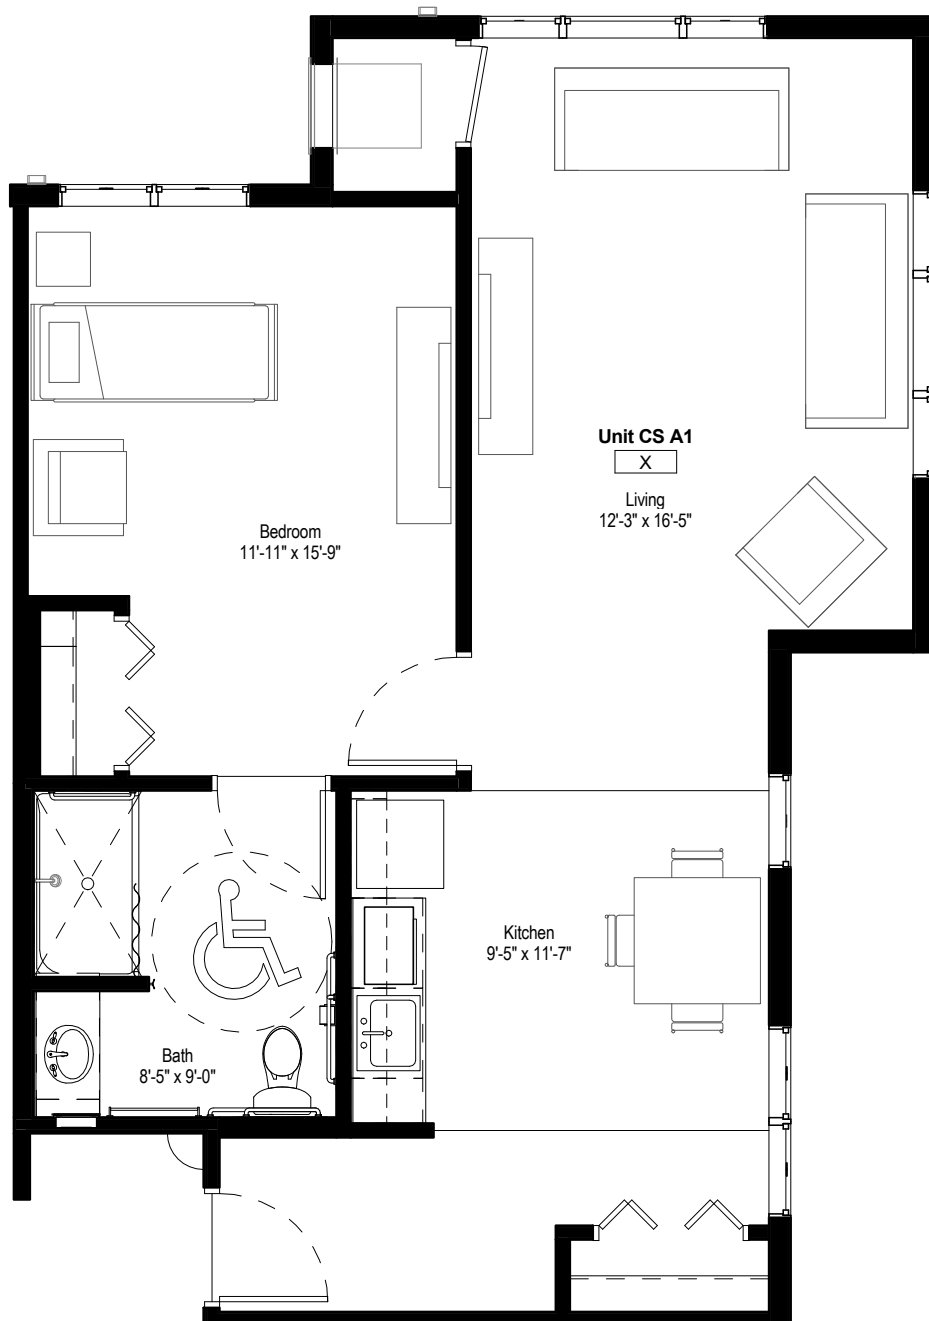 Unit CS A1
X
Living
12'-3" x 16'-5"
Bedroom
11'-11" x 15'-9"
Kitchen
9'-5" x 11'-7"
Bath
8'-5" x 9'-0"